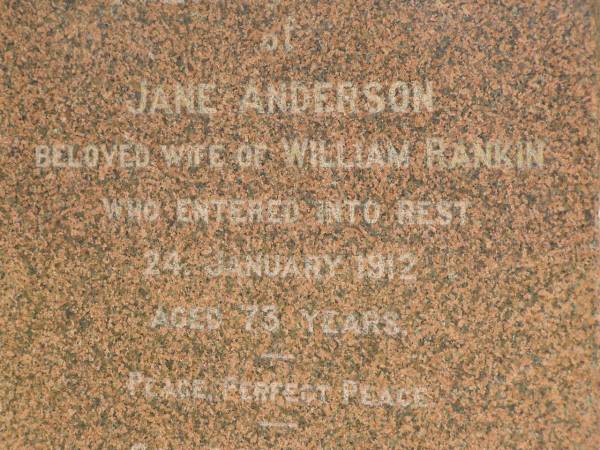 of
JANE ANDERSON
BELOVED WIFE OF WILLIAM RANKIN
WHO ENTERED INTO REST
24. JANUARY 1912
AGED 73 YEARS.
PEACE, PERFECT PEACE.